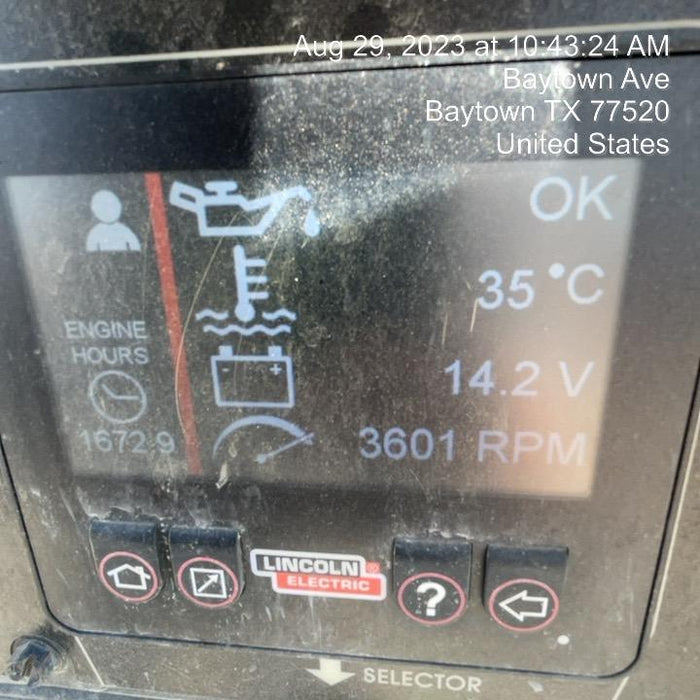 Aug 29, 2023 at 10:43:24 AM
Baytown Ave
Baytown TX 77520
United States
OK
35 °C
ENGINE
HOURS
- +
14.2 V
1672.9
3601 RPM
LINCOLN ®
ELECTRIC
?
SELECTOR